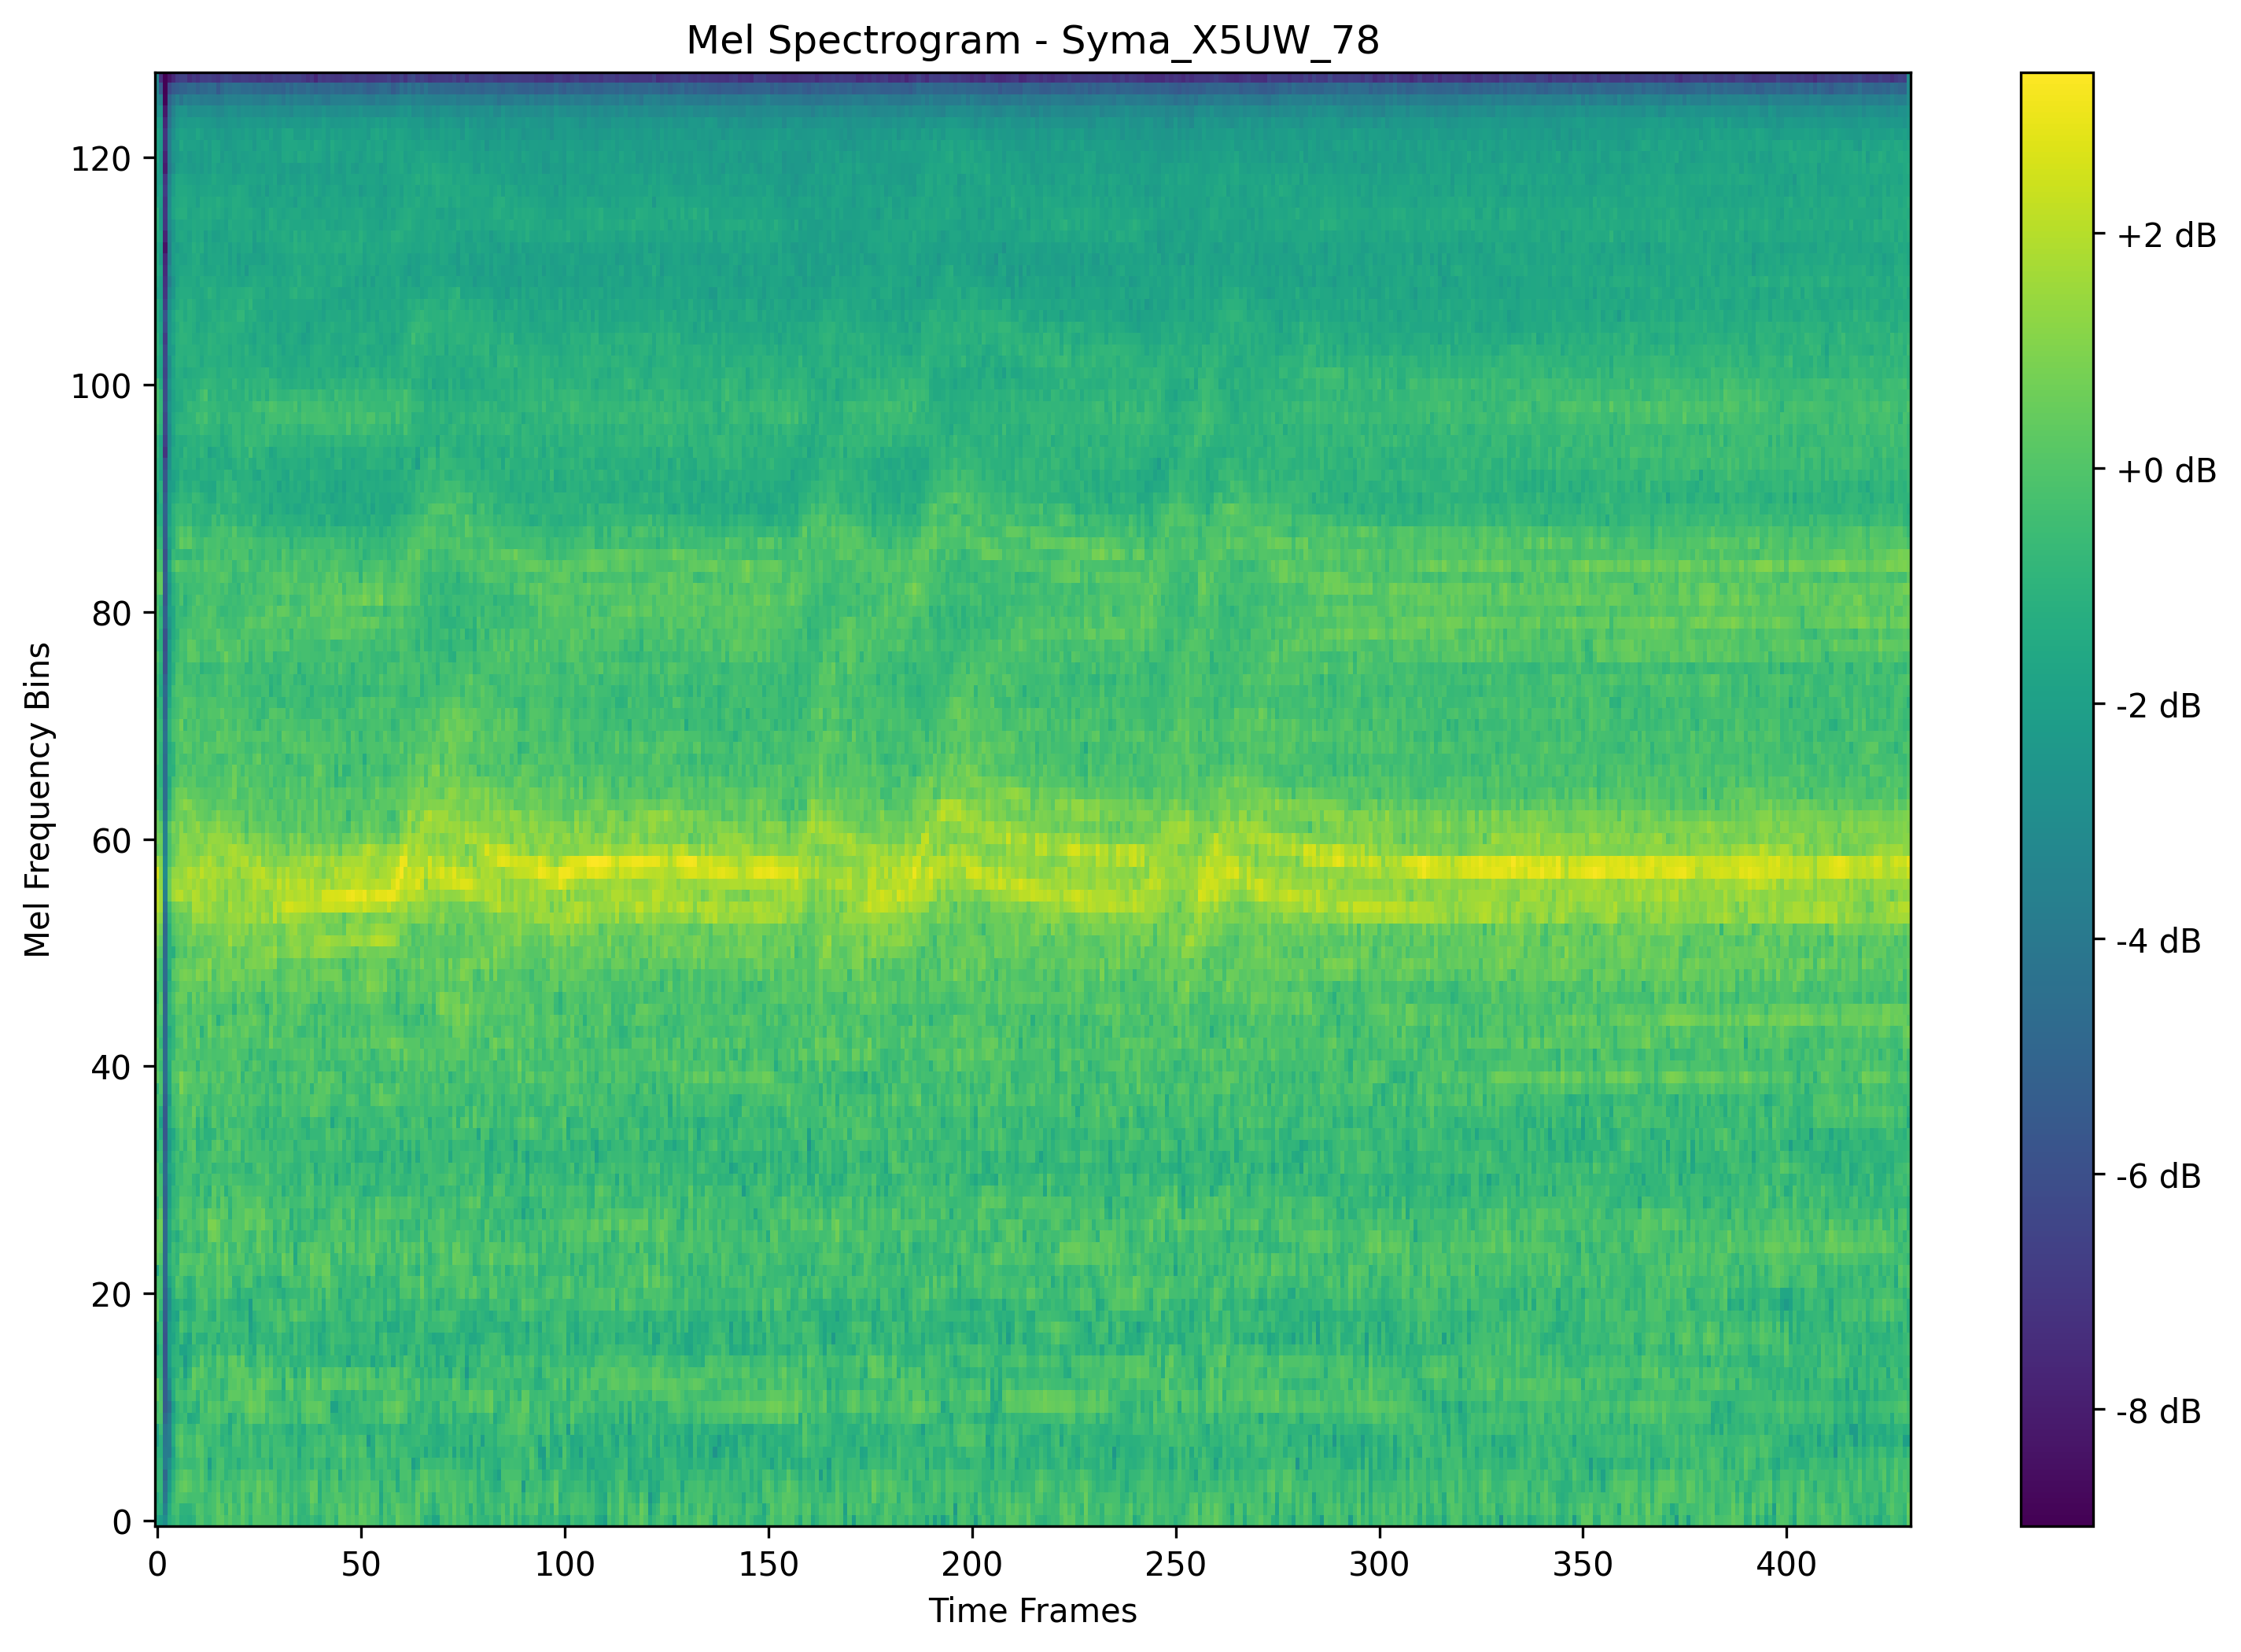 Mel Spectrogram - Syma_X5UW_78
120
100
80
60
40
20
0
Mel Frequency Bins
0 50 100 150 200 250 300 350 400
Time Frames
+2 dB
+0 dB
-2 dB
-4 dB
-6 dB
-8 dB